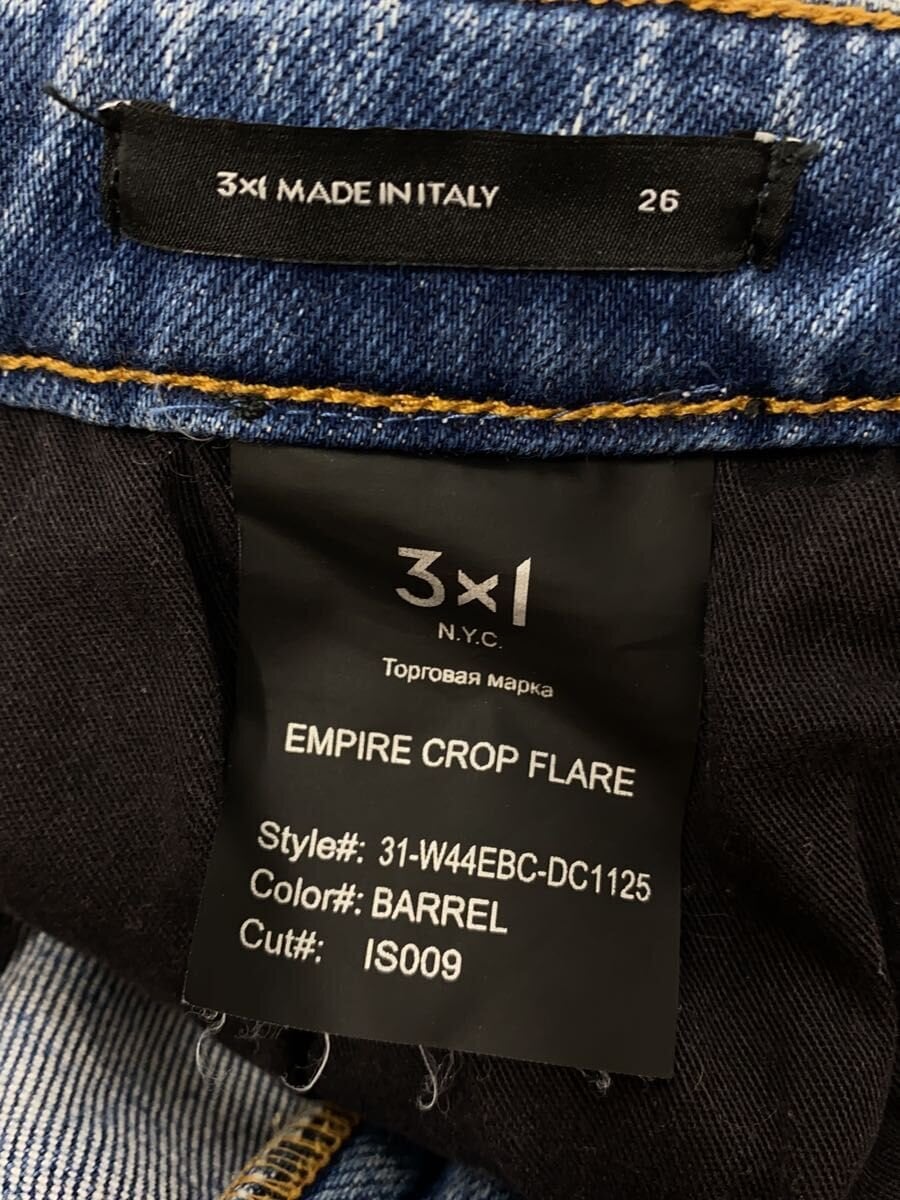 3x1 MADE IN ITALY 26
3x1
N.Y.C.
Торговая марка
EMPIRE CROP FLARE
Style#: 31-W44EBC-DC1125
Color#: BARREL
Cut#: IS009